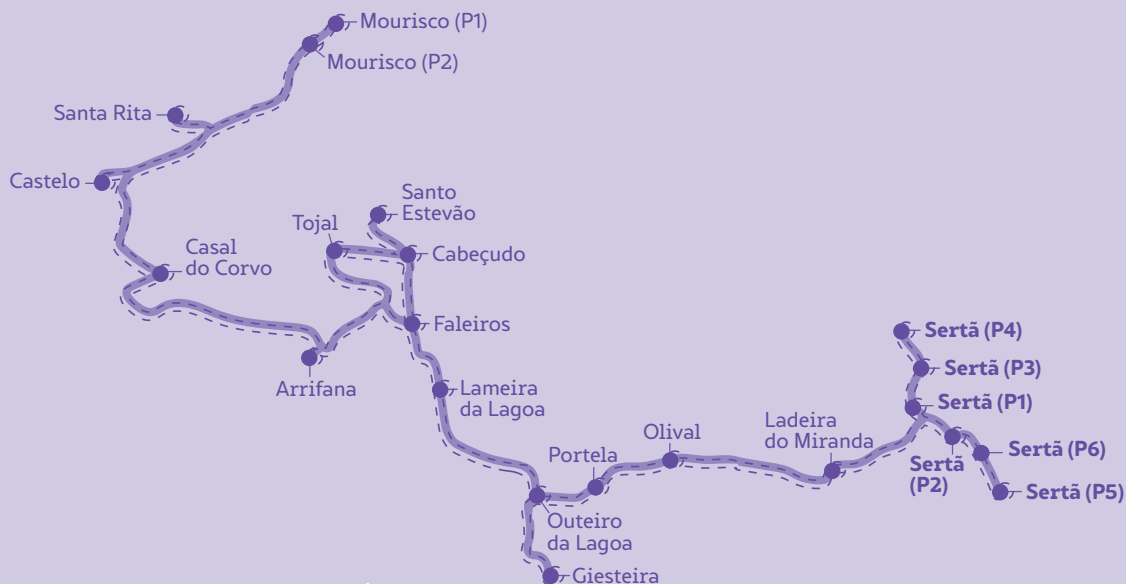 Mourisco (P1)
Mourisco (P2)
Santa Rita
Castelo
Santo
Estevão
Tojal
Casal
do Corvo
Cabeçudo
Faleiros
Arrifana
Lameira
da Lagoa
Sertã (P4)
Sertã (P3)
Sertã (P1)
Ladeira
do Miranda
Olival
Portela
Sertã
(P2)
Sertã (P6)
Sertã (P5)
Outeiro
da Lagoa
Giesteira